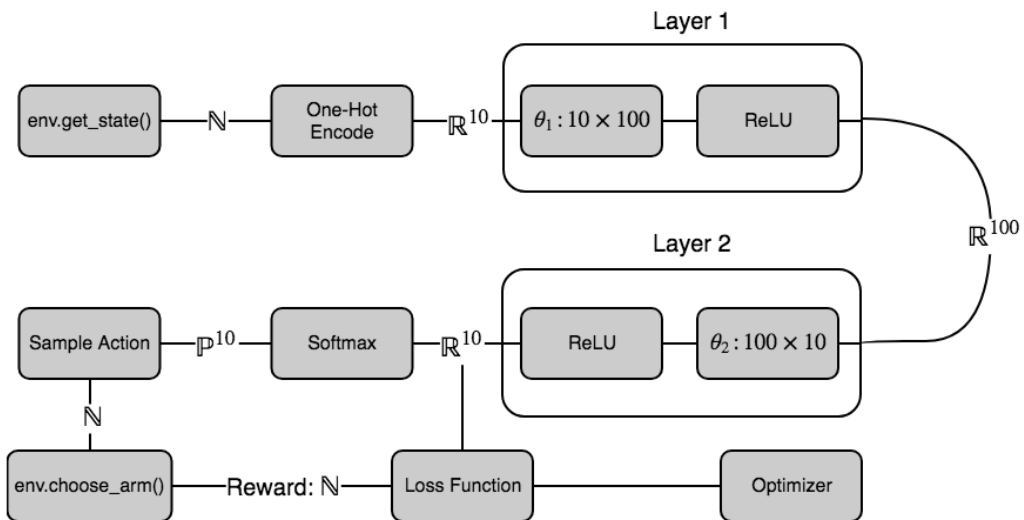 Layer 1
env.get_state()
ℕ
One-Hot
Encode
ℝ¹⁰
θ₁ : 10 × 100
ReLU
ℝ¹⁰⁰
Layer 2
Sample Action
ℙ¹⁰
Softmax
ℝ¹⁰
ReLU
θ₂ : 100 × 10
ℕ
env.choose_arm()
Reward: ℕ
Loss Function
Optimizer